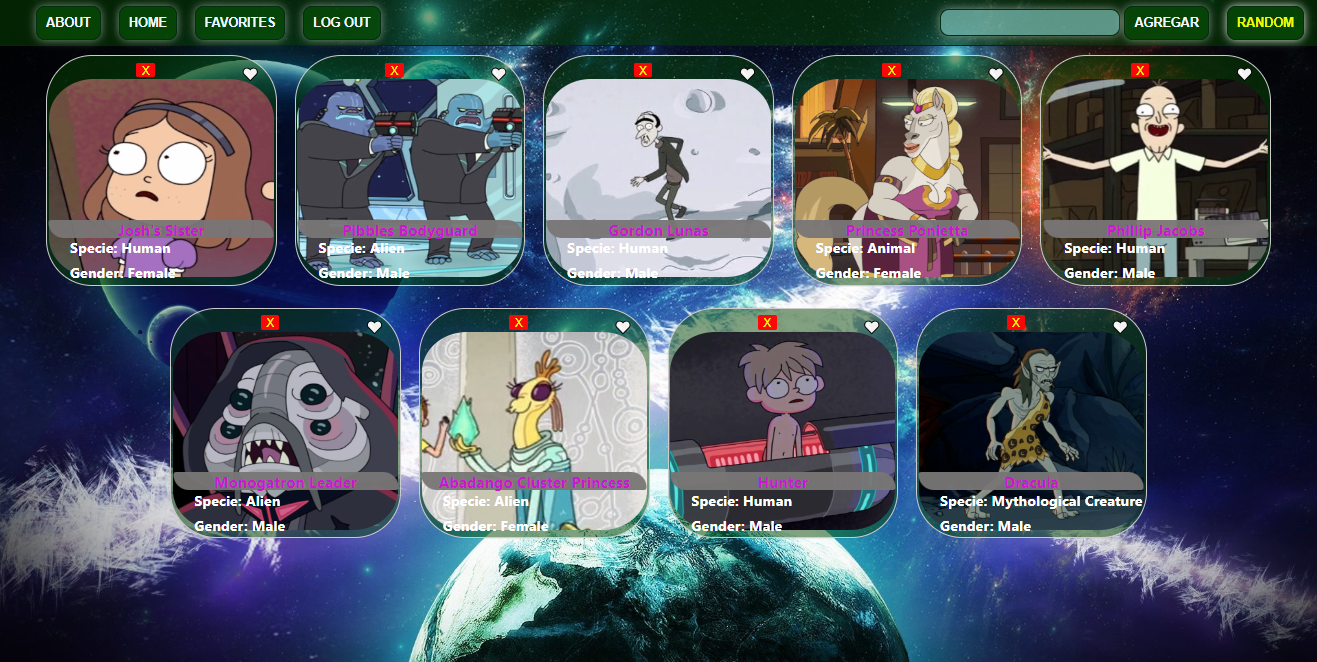 ABOUT HOME FAVORITES LOG OUT AGREGAR RANDOM
X X X X X
Josh's Sister Pibbles Bodyguard Gordon Lunas Princess Ponietta Phillip Jacobs
Specie: Human Specie: Alien Specie: Human Specie: Animal Specie: Human
Gender: Female Gender: Male Gender: Male Gender: Female Gender: Male
X X X X
Monogatron Leader Abadango Cluster Princess Hunter Dracula
Specie: Alien Specie: Alien Specie: Human Specie: Mythological Creature
Gender: Male Gender: Female Gender: Male Gender: Male